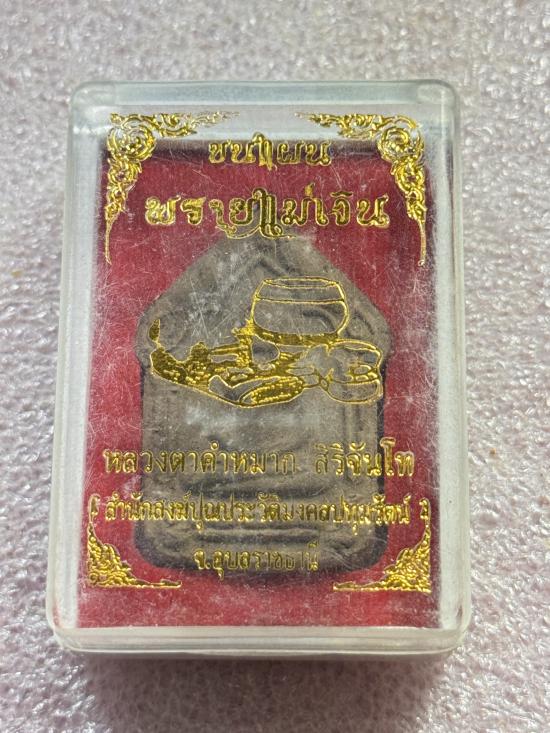 ขุนแผน
พรายแม่เจิน
หลวงตาคำหมาก สิริจันโท
( สำนักสงฆ์ปุณประวัติมงคลปทุมรัตน์ )
จ.อุบลราชธานี